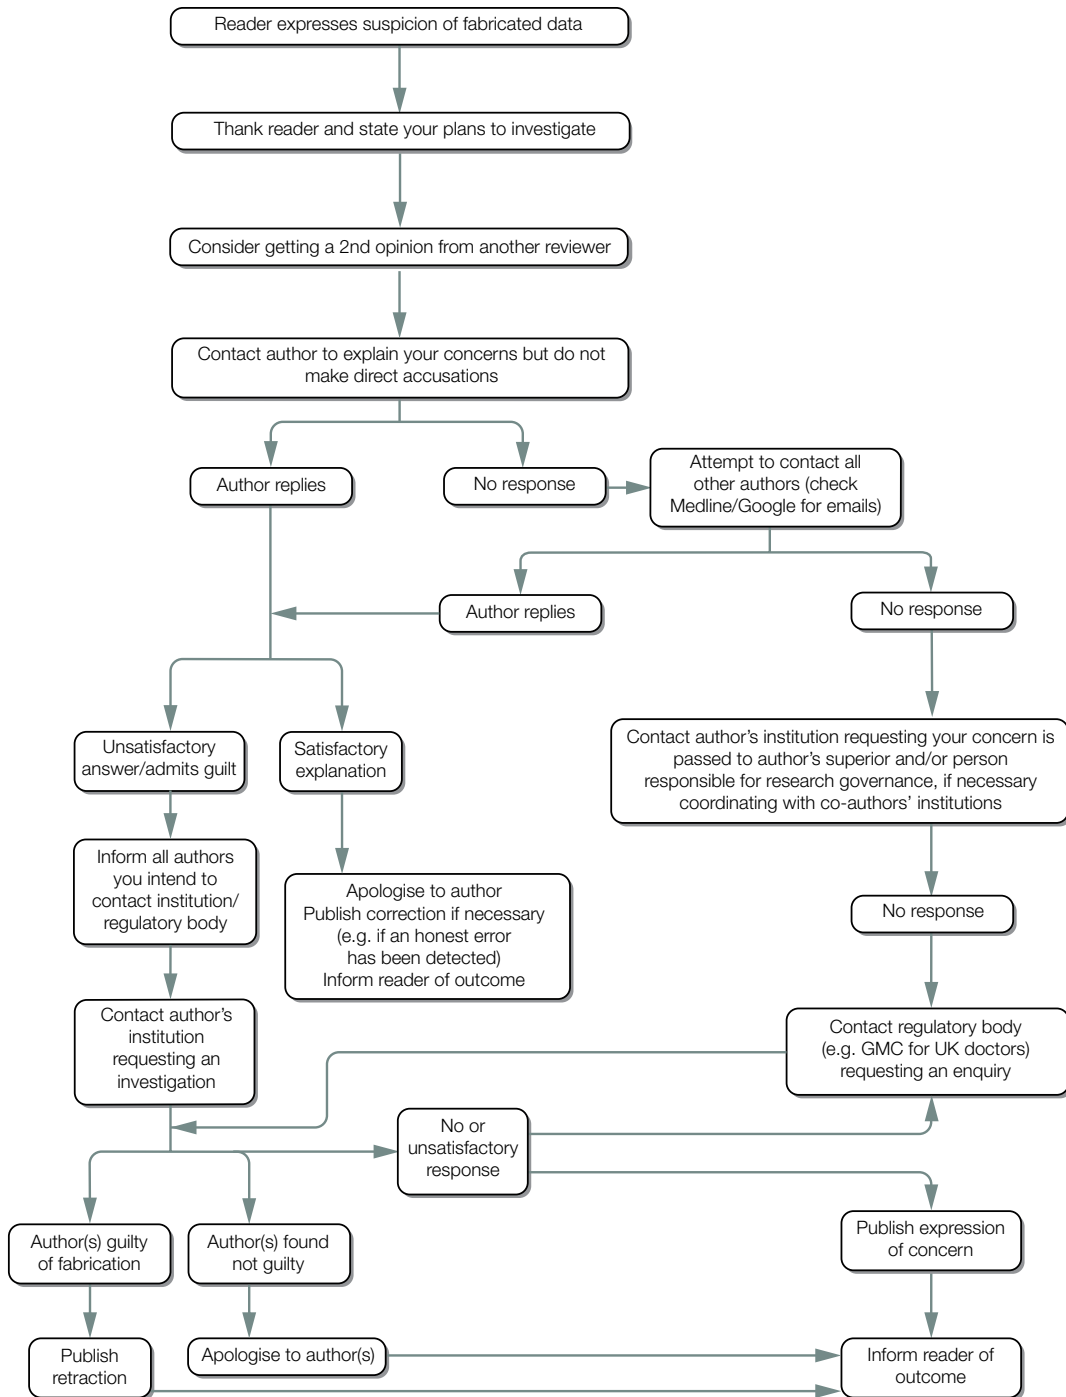 Reader expresses suspicion of fabricated data
Thank reader and state your plans to investigate
Consider getting a 2nd opinion from another reviewer
Contact author to explain your concerns but do not
make direct accusations
Author replies
No response
Attempt to contact all
other authors (check
Medline/Google for emails)
Author replies
No response
Unsatisfactory
answer/admits guilt
Satisfactory
explanation
Contact author’s institution requesting your concern is
passed to author’s superior and/or person
responsible for research governance, if necessary
coordinating with co-authors’ institutions
Inform all authors
you intend to
contact institution/
regulatory body
Apologise to author
Publish correction if necessary
(e.g. if an honest error
has been detected)
Inform reader of outcome
No response
Contact author’s
institution
requesting an
investigation
Contact regulatory body
(e.g. GMC for UK doctors)
requesting an enquiry
No or
unsatisfactory
response
Author(s) guilty
of fabrication
Author(s) found
not guilty
Publish expression
of concern
Publish
retraction
Apologise to author(s)
Inform reader of
outcome